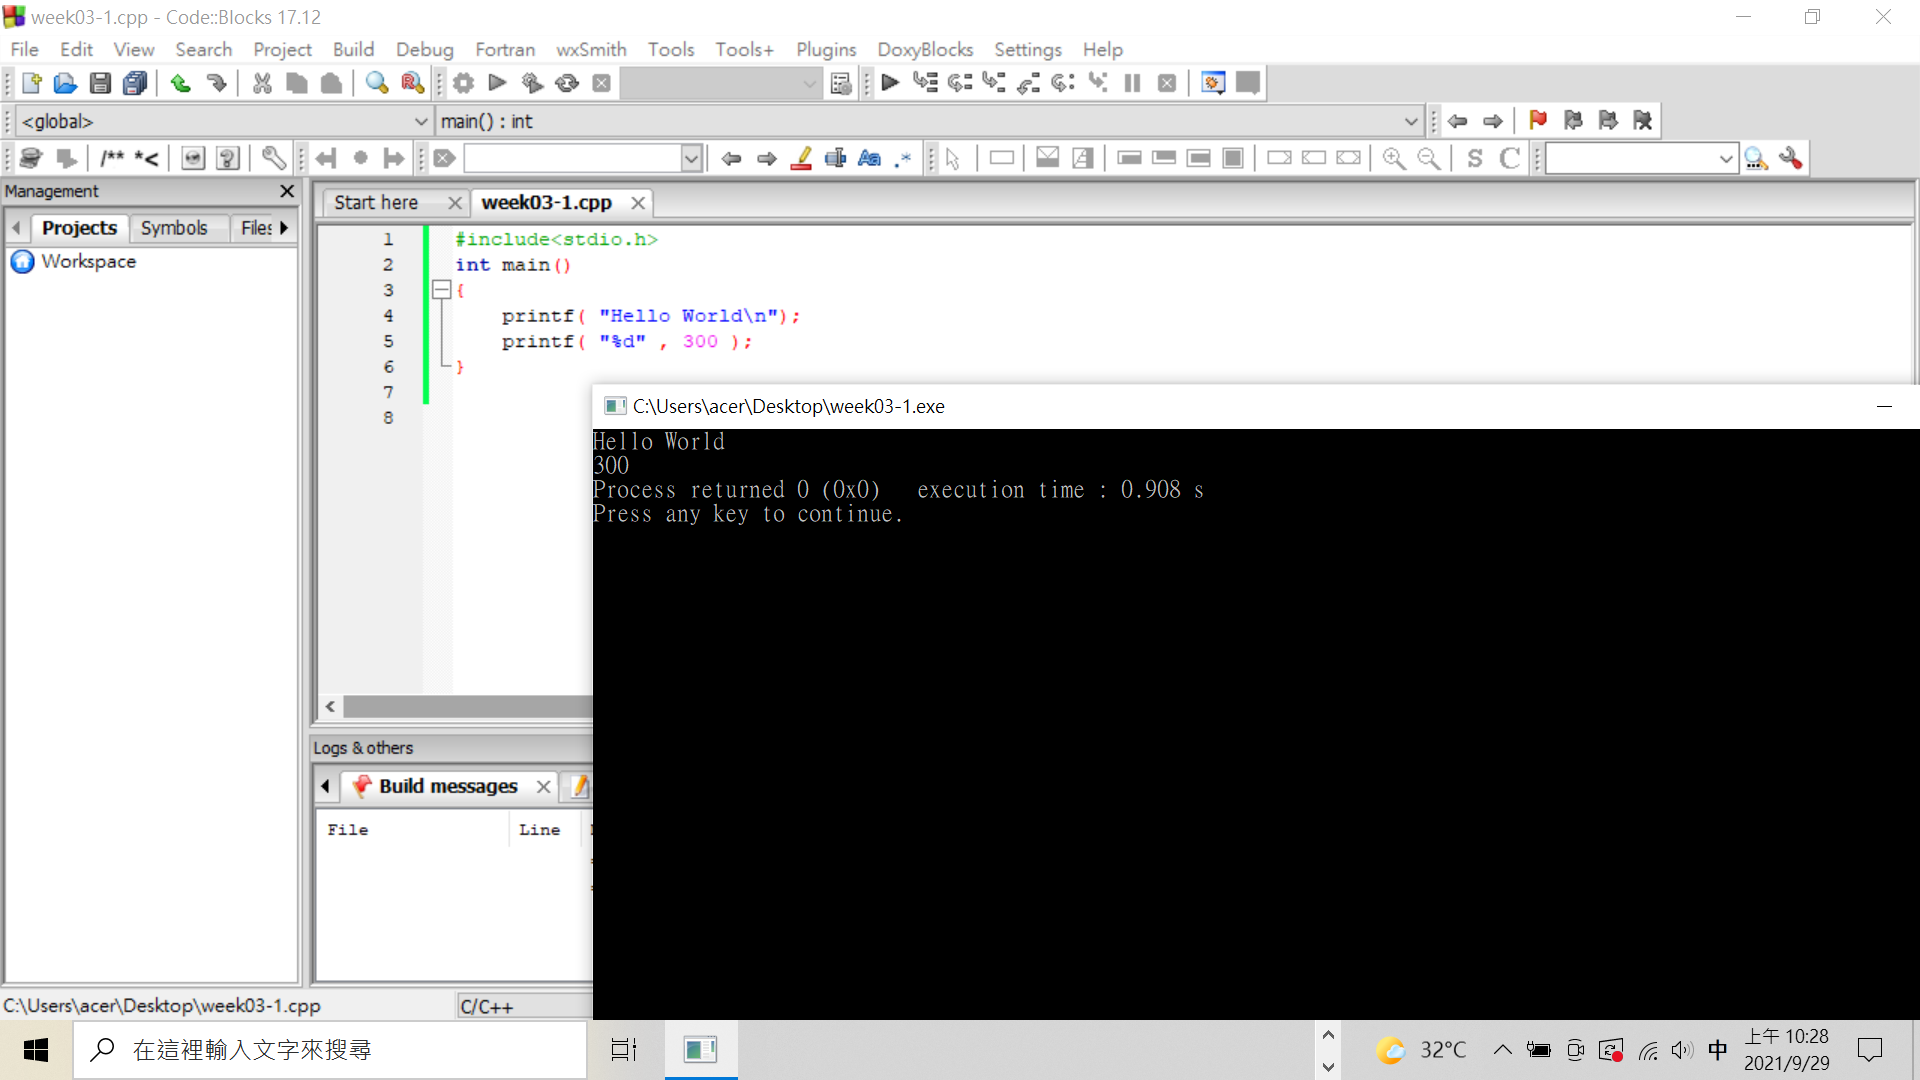 week03-1.cpp - Code::Blocks 17.12
File Edit View Search Project Build Debug Fortran wxSmith Tools Tools+ Plugins DoxyBlocks Settings Help
<global> main() : int
/** *<
Aa .*
S C
Management
Projects Symbols Files
Workspace
Start here week03-1.cpp
1 #include<stdio.h>
2 int main()
3 {
4 printf( "Hello World\n");
5 printf( "%d" , 300 );
6 }
7
8
C:\Users\acer\Desktop\week03-1.exe
Hello World
300
Process returned 0 (0x0)   execution time : 0.908 s
Press any key to continue.
Logs & others
Build messages
File Line
C:\Users\acer\Desktop\week03-1.cpp C/C++
在這裡輸入文字來搜尋
32°C
中
上午 10:28
2021/9/29